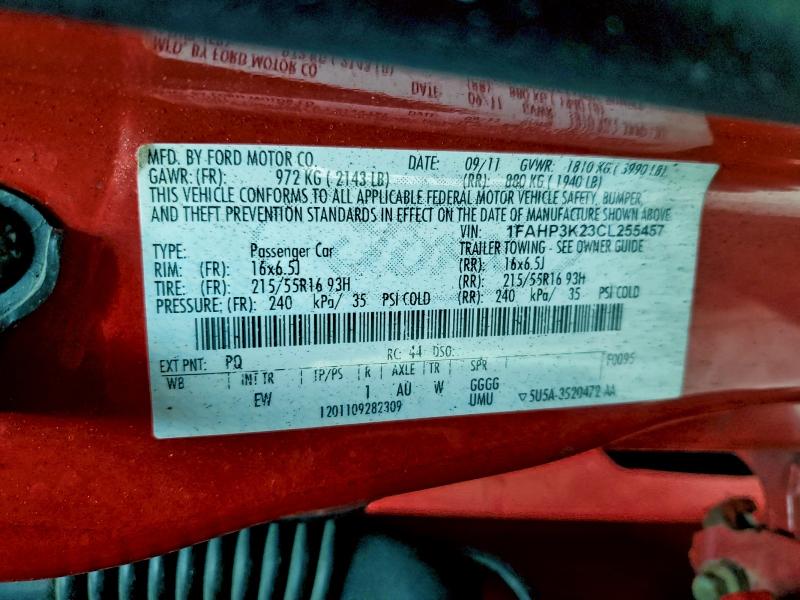 MFD. BY FORD MOTOR CO. DATE: 09/11 GVWR: 1810 KG ( 3990 LB)
GAWR: (FR): 972 KG ( 2143 LB) (RR): 880 KG ( 1940 LB)
THIS VEHICLE CONFORMS TO ALL APPLICABLE FEDERAL MOTOR VEHICLE SAFETY, BUMPER,
AND THEFT PREVENTION STANDARDS IN EFFECT ON THE DATE OF MANUFACTURE SHOWN ABOVE.
VIN: 1FAHP3K23CL255457
TYPE: Passenger Car TRAILER TOWING - SEE OWNER GUIDE
RIM: (FR): 16x6.5J (RR): 16x6.5J
TIRE: (FR): 215/55R16 93H (RR): 215/55R16 93H
PRESSURE: (FR): 240 kPa/ 35 PSI COLD (RR): 240 kPa/ 35 PSI COLD
EXT PNT: PQ RC: 44 DSO: F0095
WB INT TR TP/PS R AXLE TR SPR
EW 1 AU W GGGG
1201109282309 UMU ▽5U5A-3520472-AA